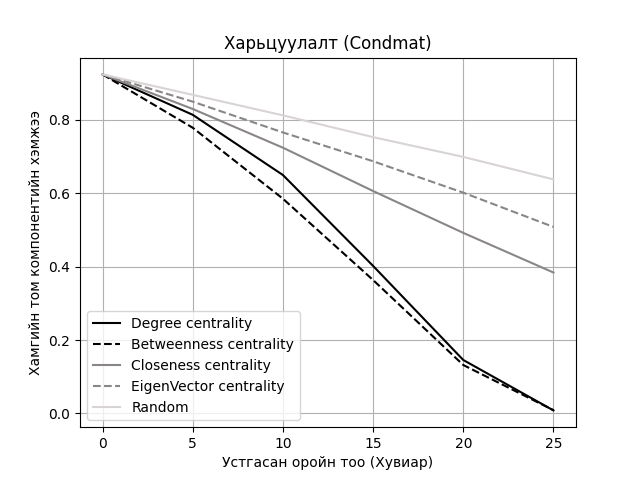 Харьцуулалт (Condmat)
Хамгийн том компонентийн хэмжээ
0.8
0.6
0.4
0.2
0.0
Degree centrality
Betweenness centrality
Closeness centrality
EigenVector centrality
Random
0 5 10 15 20 25
Устгасан оройн тоо (Хувиар)